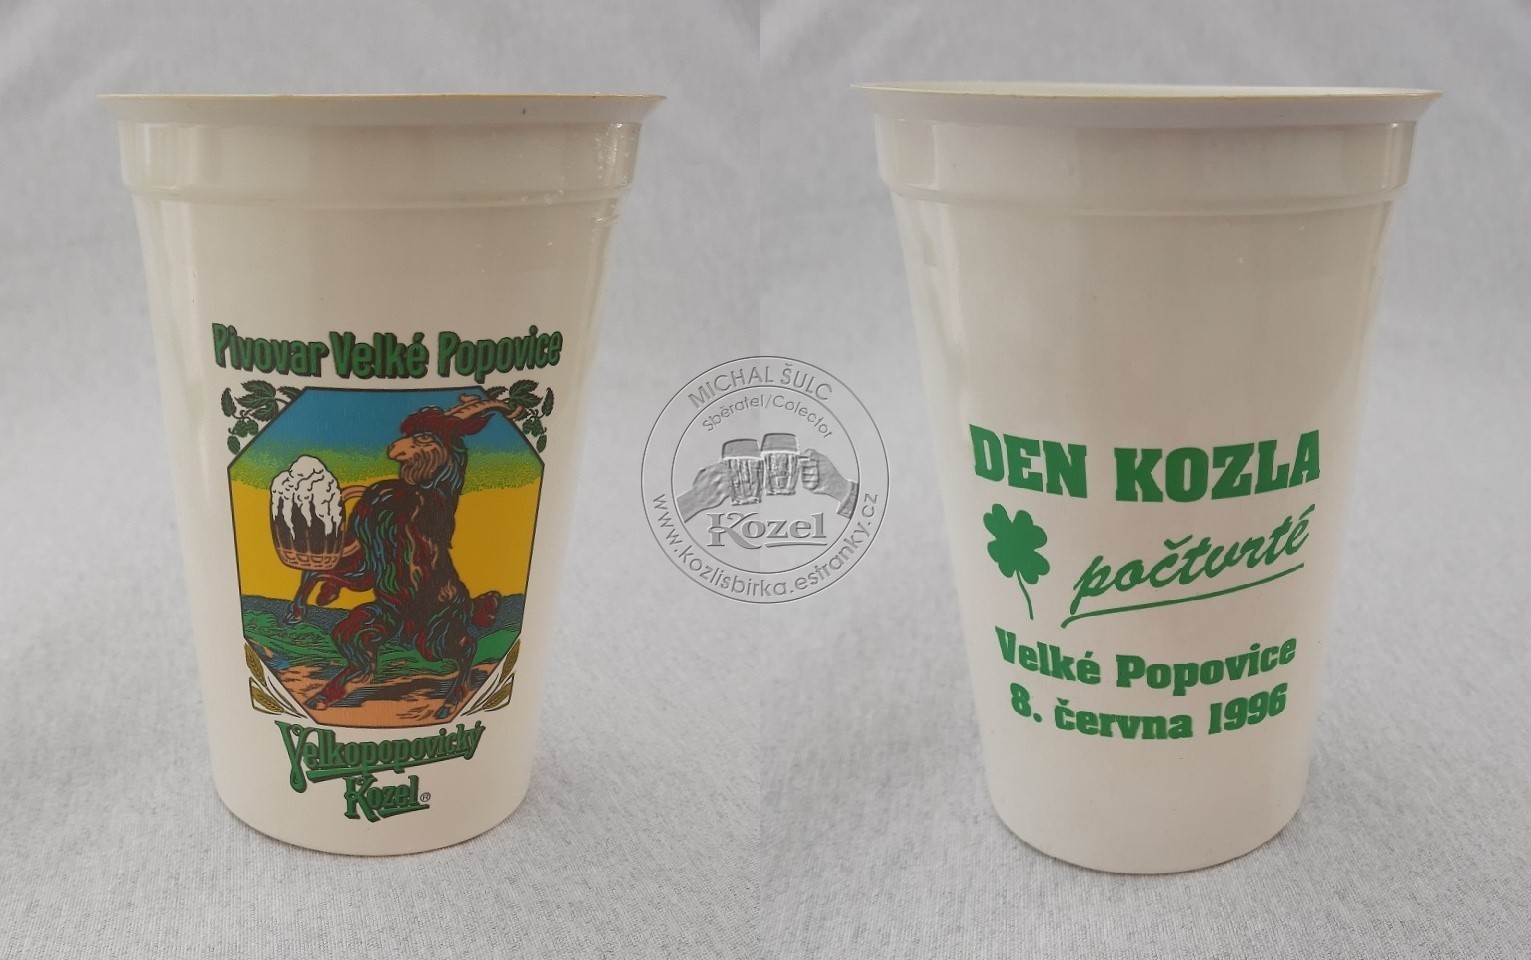 Pivovar Velké Popovice
Velkopopovický
Kozel ®
MICHAL ŠULC
Sběratel/Colector
Kozel
www.kozlisbirka.estranky.cz
DEN KOZLA
počtvrté
Velké Popovice
8. června 1996